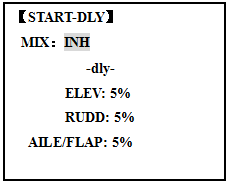 【START-DLY】
MIX：INH
-dly-
ELEV: 5%
RUDD: 5%
AILE/FLAP: 5%